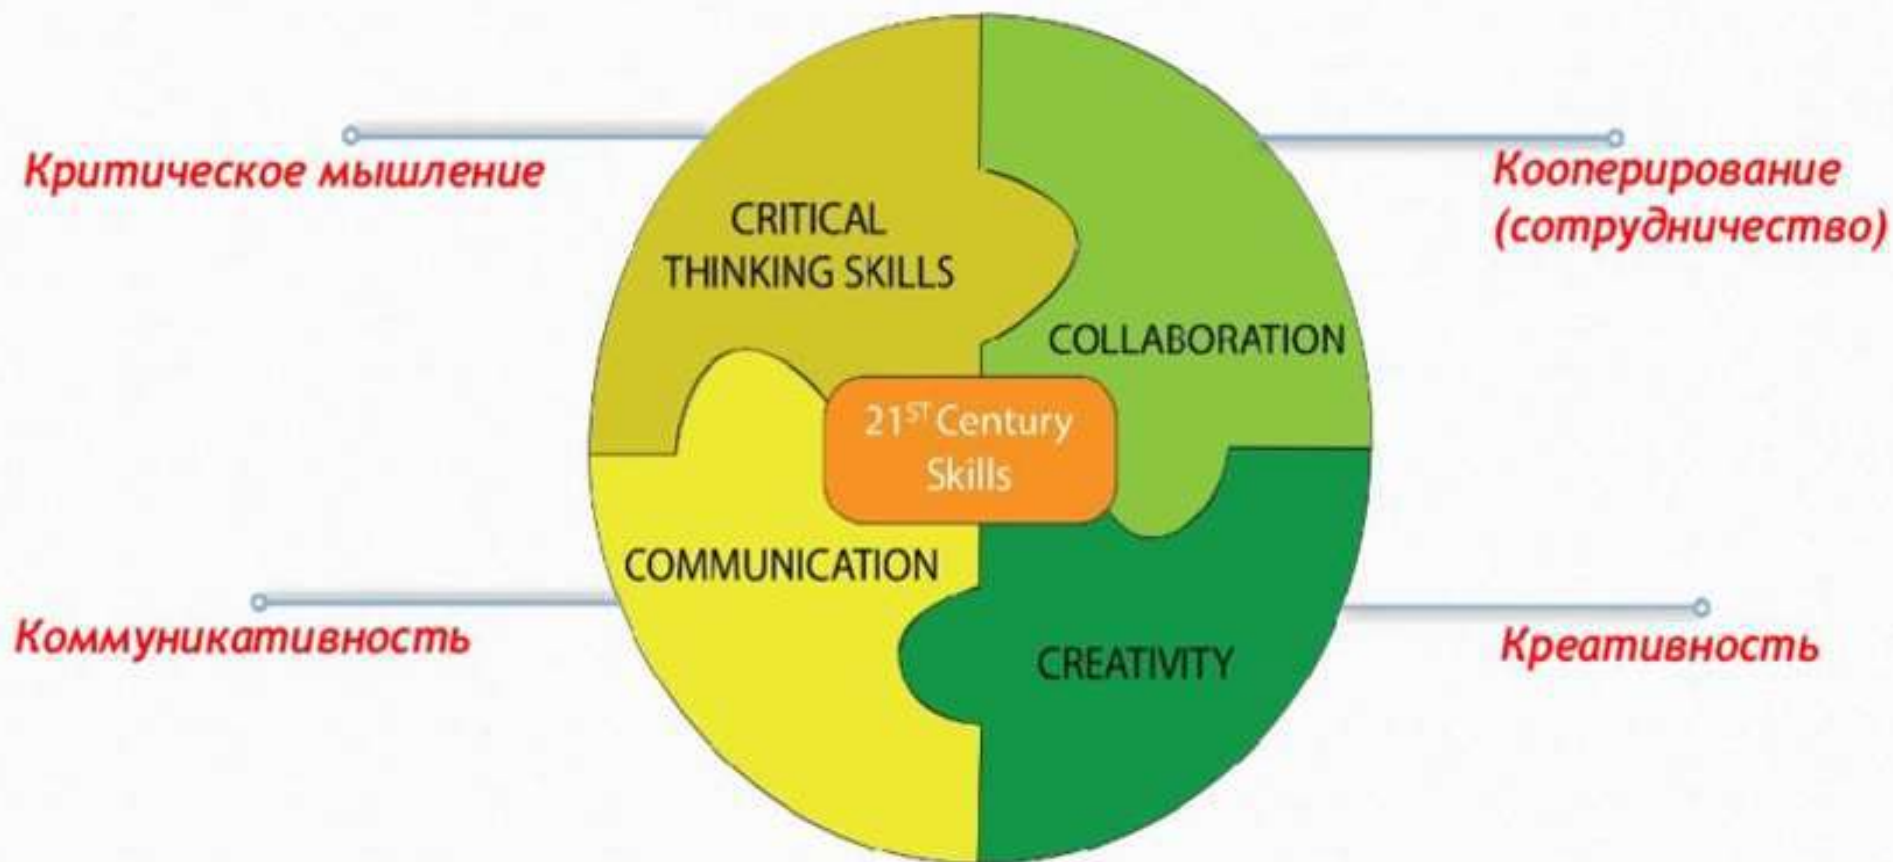 Критическое мышление
Кооперирование
(сотрудничество)
CRITICAL
THINKING SKILLS
COLLABORATION
21ST Century
Skills
COMMUNICATION
CREATIVITY
Коммуникативность
Креативность